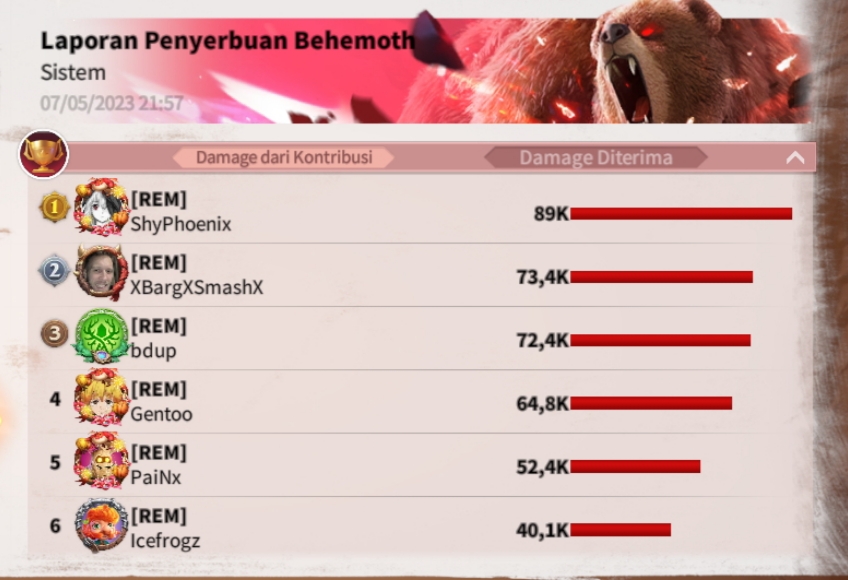 Laporan Penyerbuan Behemoth
Sistem
07/05/2023 21:57
Damage dari Kontribusi Damage Diterima
1 [REM]
ShyPhoenix
89K
2 [REM]
XBargXSmashX
73,4K
3 [REM]
bdup
72,4K
4 [REM]
Gentoo
64,8K
5 [REM]
PaiNx
52,4K
6 [REM]
Icefrogz
40,1K